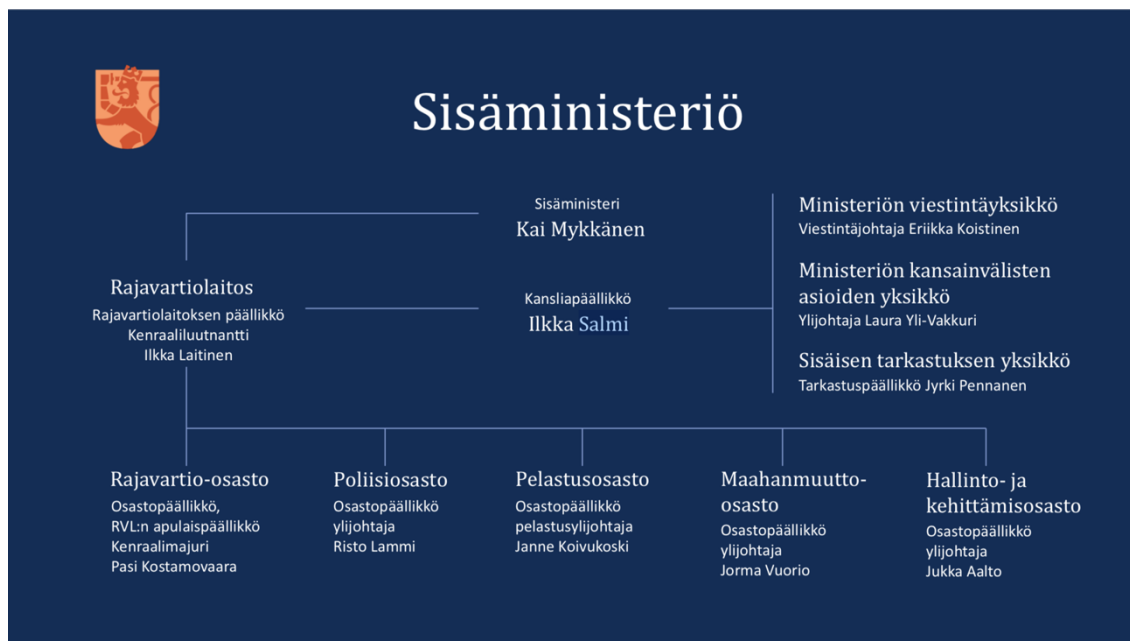 Sisäministeriö
Sisäministeri
Kai Mykkänen
Rajavartiolaitos
Rajavartiolaitoksen päällikkö
Kenraaliluutnantti
Ilkka Laitinen
Kansliapäällikkö
Ilkka Salmi
Ministeriön viestintäyksikkö
Viestintäjohtaja Eriikka Koistinen
Ministeriön kansainvälisten
asioiden yksikkö
Ylijohtaja Laura Yli-Vakkuri
Sisäisen tarkastuksen yksikkö
Tarkastuspäällikkö Jyrki Pennanen
Rajavartio-osasto
Osastopäällikkö,
RVL:n apulaispäällikkö
Kenraalimajuri
Pasi Kostamovaara
Poliisiosasto
Osastopäällikkö
ylijohtaja
Risto Lammi
Pelastusosasto
Osastopäällikkö
pelastusylijohtaja
Janne Koivukoski
Maahanmuutto-
osasto
Osastopäällikkö
ylijohtaja
Jorma Vuorio
Hallinto- ja
kehittämisosasto
Osastopäällikkö
ylijohtaja
Jukka Aalto